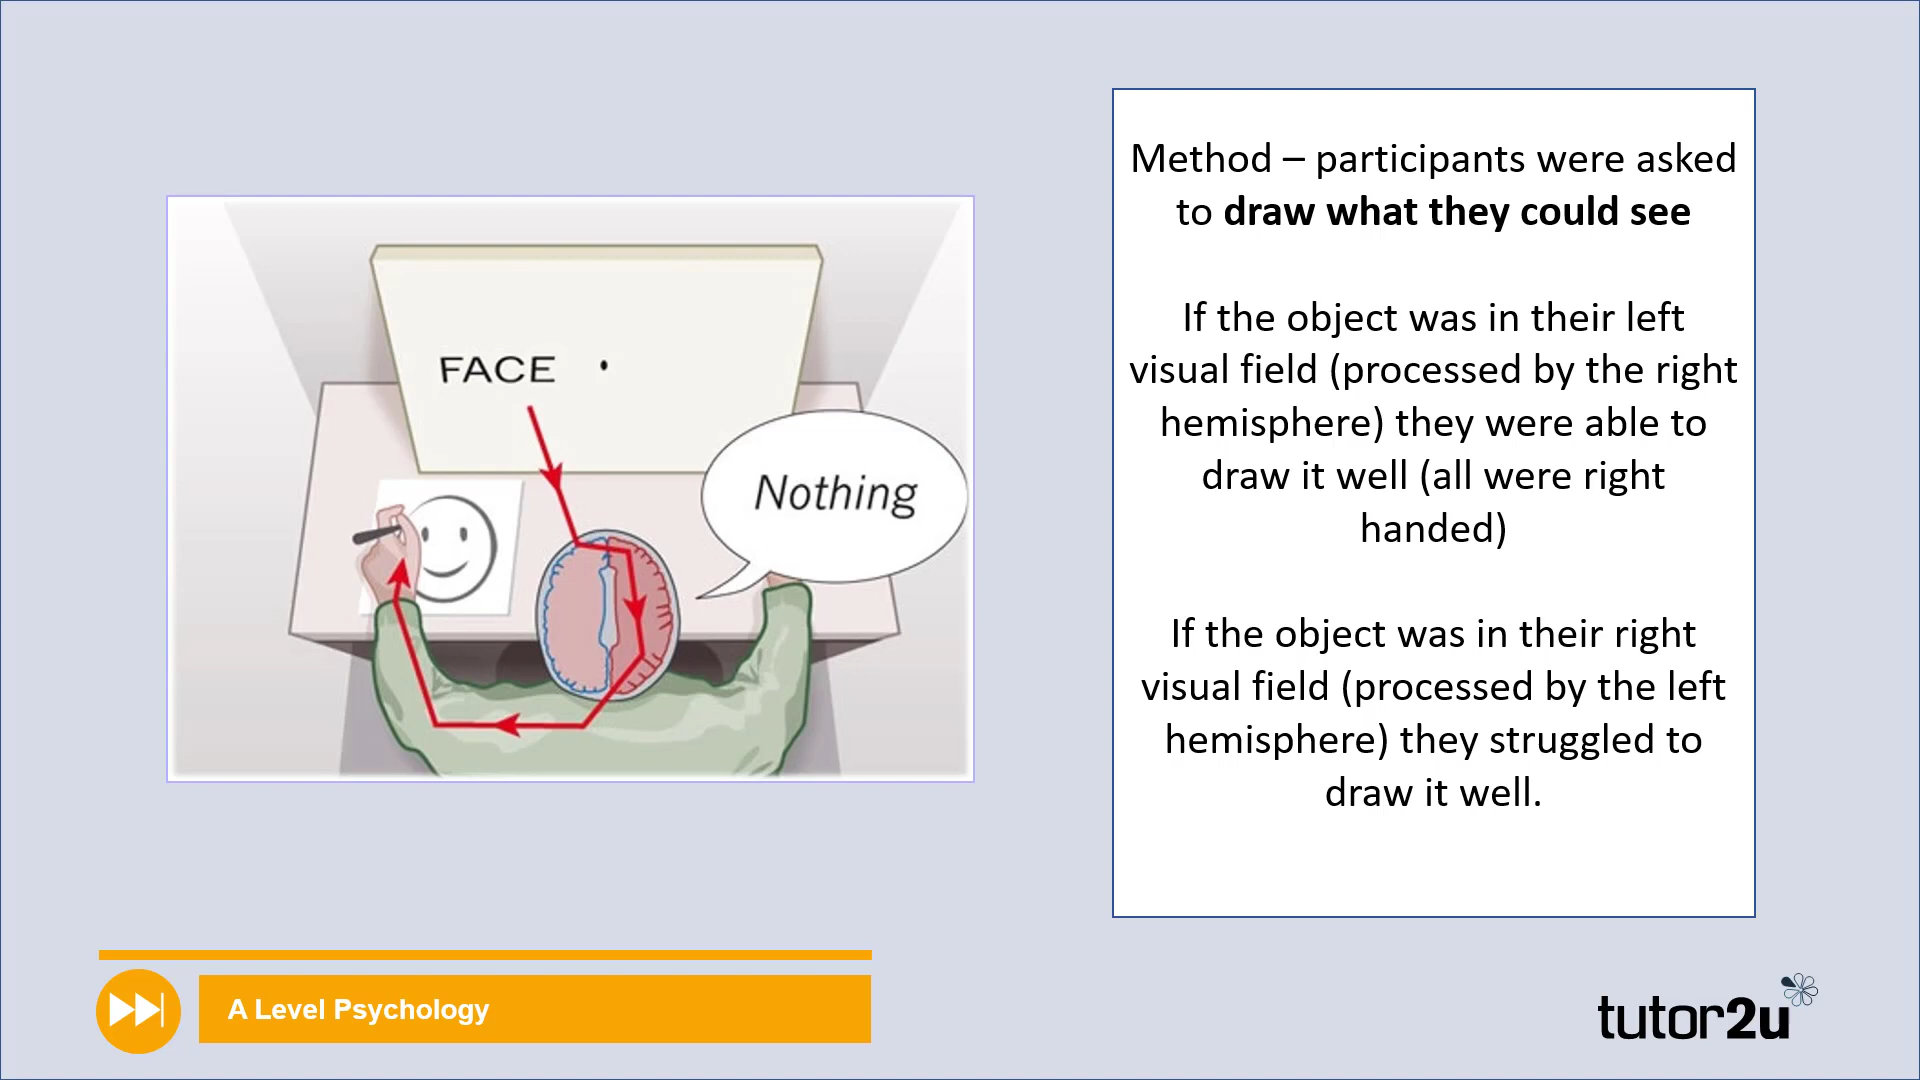 Method – participants were asked
to draw what they could see
If the object was in their left
visual field (processed by the right
hemisphere) they were able to
draw it well (all were right
handed)
If the object was in their right
visual field (processed by the left
hemisphere) they struggled to
draw it well.
FACE
Nothing
A Level Psychology
tutor2u